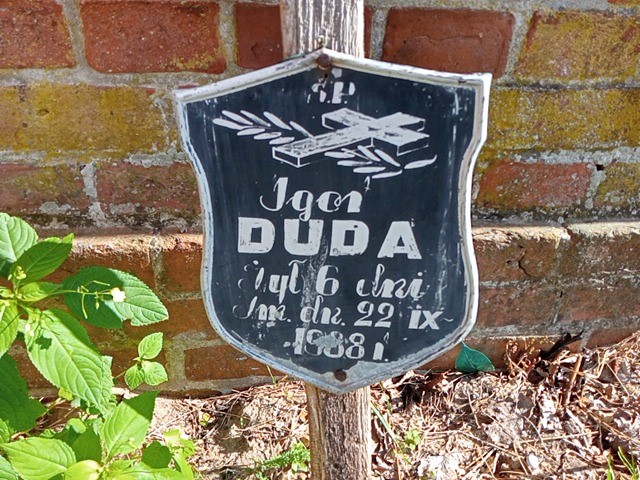 Ś.P.
Igor
DUDA
Żył 6 dni
zm. dn. 22 IX
1988 r.